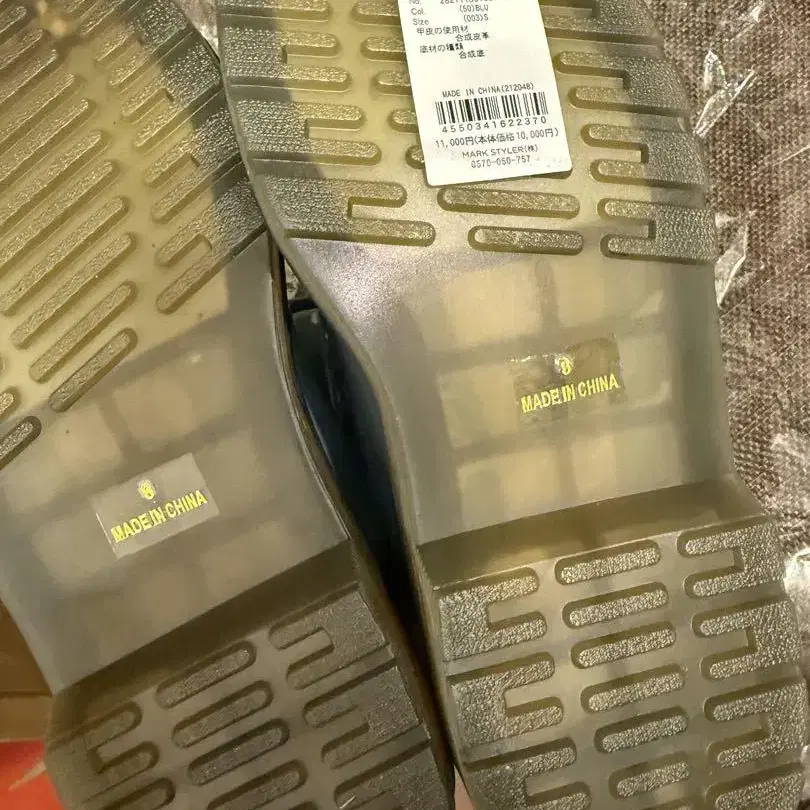 No.
Col. (50)BLU
Size (003)S
甲皮の使用材
合成皮革
底材の種類
合成底
MADE IN CHINA(212048)
4550341622370
11,000円(本体価格10,000円)
MARK STYLER(株)
0570-050-757
MADE IN CHINA
MADE IN CHINA